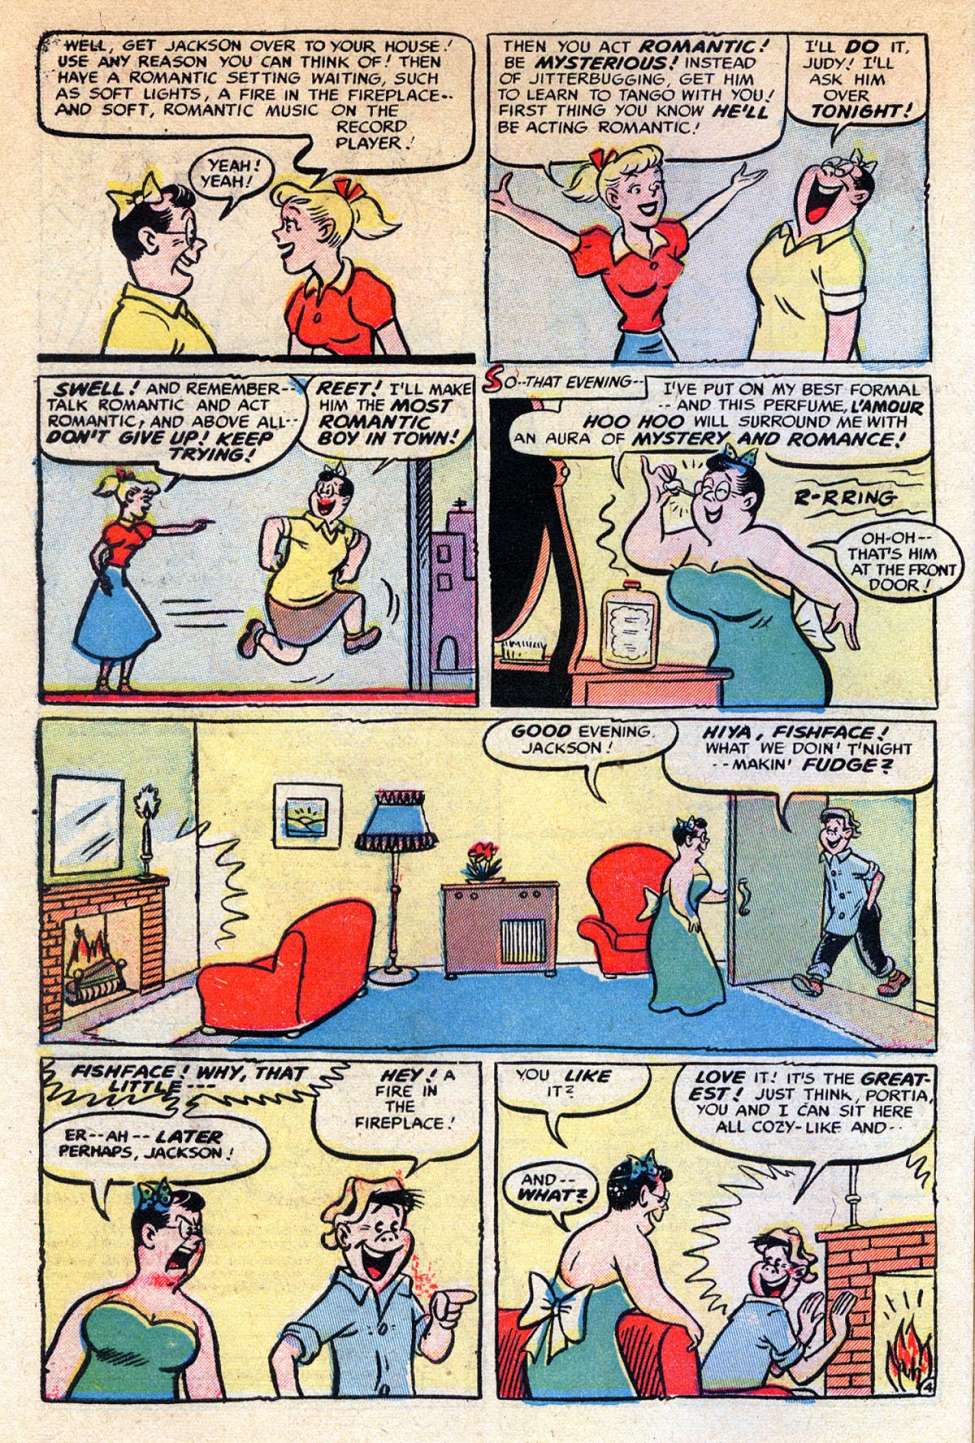 WELL, GET JACKSON OVER TO YOUR HOUSE!
USE ANY REASON YOU CAN THINK OF! THEN
HAVE A ROMANTIC SETTING WAITING, SUCH
AS SOFT LIGHTS, A FIRE IN THE FIREPLACE--
AND SOFT, ROMANTIC MUSIC ON THE
RECORD
PLAYER!
YEAH!
YEAH!
THEN YOU ACT ROMANTIC!
BE MYSTERIOUS! INSTEAD
OF JITTERBUGGING, GET HIM
TO LEARN TO TANGO WITH YOU!
FIRST THING YOU KNOW HE'LL
BE ACTING ROMANTIC!
I'LL DO IT,
JUDY! I'LL
ASK HIM
OVER
TONIGHT!
SWELL! AND REMEMBER--
TALK ROMANTIC AND ACT
ROMANTIC, AND ABOVE ALL--
DON'T GIVE UP! KEEP
TRYING!
REET! I'LL MAKE
HIM THE MOST
ROMANTIC
BOY IN TOWN!
SO--THAT EVENING--
I'VE PUT ON MY BEST FORMAL
-- AND THIS PERFUME, L'AMOUR
HOO HOO WILL SURROUND ME WITH
AN AURA OF MYSTERY AND ROMANCE!
R-RRING
OH-OH--
THAT'S HIM
AT THE FRONT
DOOR!
GOOD EVENING,
JACKSON!
HIYA, FISHFACE!
WHAT WE DOIN' T'NIGHT
--MAKIN' FUDGE?
FISHFACE! WHY, THAT
LITTLE---
ER--AH--LATER
PERHAPS, JACKSON!
HEY! A
FIRE IN
THE
FIREPLACE!
YOU LIKE
IT?
AND--
WHAT?
LOVE IT! IT'S THE GREAT-
EST! JUST THINK, PORTIA,
YOU AND I CAN SIT HERE
ALL COZY-LIKE AND--
4